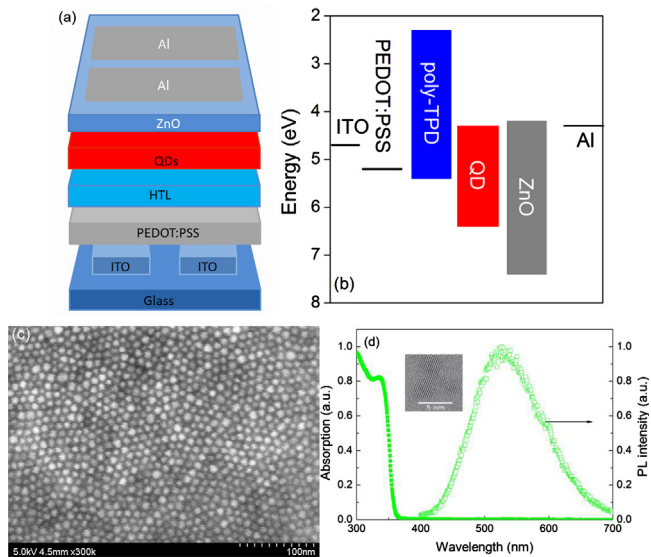 (a)
Al
Al
ZnO
QDs
HTL
PEDOT:PSS
ITO ITO
Glass
2
3
4
5
6
7
8
Energy (eV)
ITO
PEDOT:PSS
poly-TPD
QD
ZnO
Al
(b)
(c)
5.0kV 4.5mm x300k
100nm
(d)
5 nm
1.0
0.8
0.6
0.4
0.2
0.0
Absorption (a.u.)
1.0
0.8
0.6
0.4
0.2
0.0
PL intensity (a.u.)
300 400 500 600 700
Wavelength (nm)